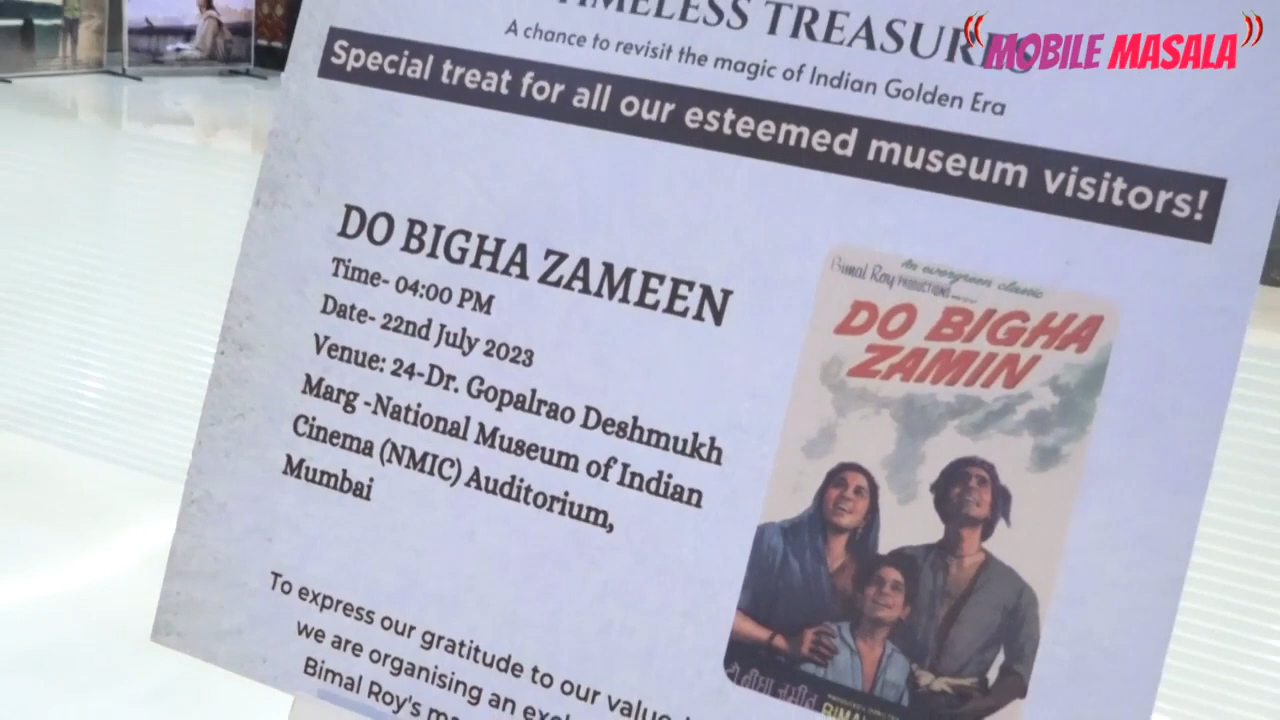 TIMELESS TREASURES
A chance to revisit the magic of Indian Golden Era
MOBILE MASALA
Special treat for all our esteemed museum visitors!
DO BIGHA ZAMEEN
Time- 04:00 PM
Date- 22nd July 2023
Venue: 24-Dr. Gopalrao Deshmukh
Marg -National Museum of Indian
Cinema (NMIC) Auditorium,
Mumbai
An evergreen classic
Bimal Roy PRODUCTIONS
DO BIGHA
ZAMIN
दो बीघा ज़मीन
To express our gratitude to our
we are organising an
Bimal Roy's